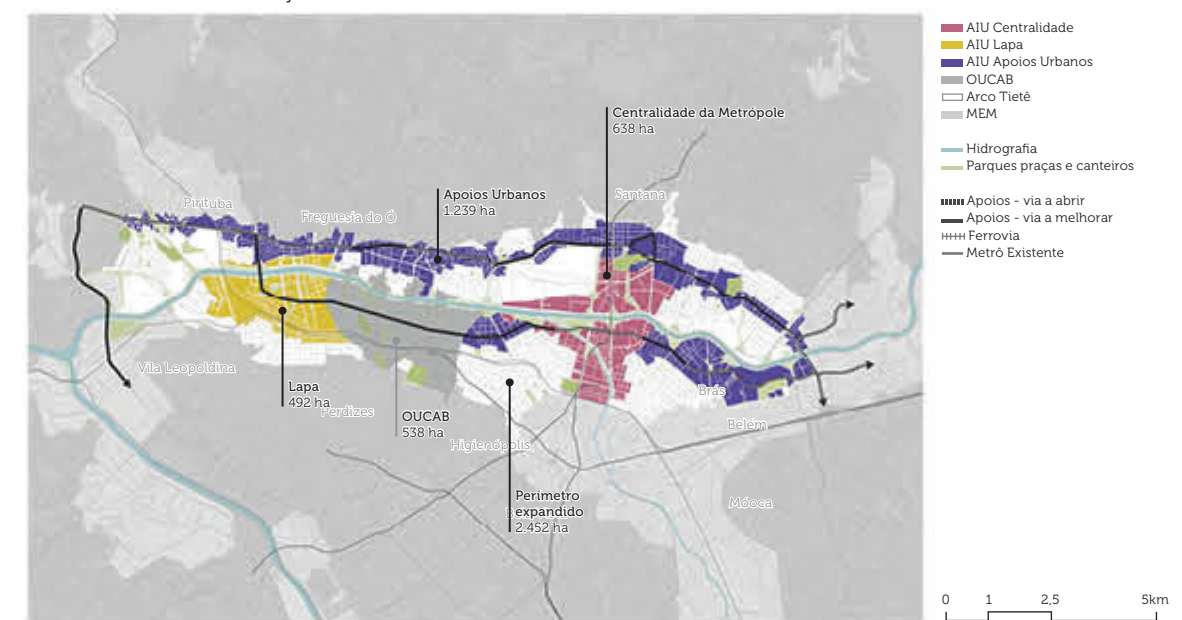 AIU Centralidade
AIU Lapa
AIU Apoios Urbanos
OUCAB
Arco Tietê
MEM
Hidrografia
Parques praças e canteiros
Apoios - via a abrir
Apoios - via a melhorar
Ferrovia
Metrô Existente
Centralidade da Metrópole
638 ha
Apoios Urbanos
1.239 ha
Santana
Pirituba
Freguesia do Ó
Vila Leopoldina
Lapa
492 ha
Perdizes
OUCAB
538 ha
Higienópolis
Brás
Belém
Perímetro
expandido
2.452 ha
Móoca
0 1 2,5 5km